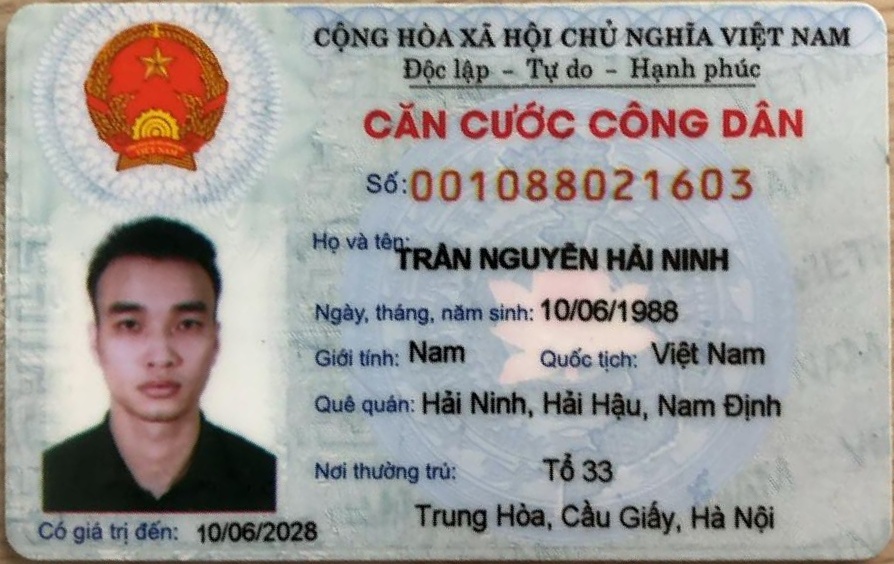 CỘNG HÒA XÃ HỘI CHỦ NGHĨA VIỆT NAM
Độc lập - Tự do - Hạnh phúc
CĂN CƯỚC CÔNG DÂN
Số: 001088021603
Họ và tên: TRẦN NGUYỄN HẢI NINH
Ngày, tháng, năm sinh: 10/06/1988
Giới tính: Nam Quốc tịch: Việt Nam
Quê quán: Hải Ninh, Hải Hậu, Nam Định
Nơi thường trú: Tổ 33
Trung Hòa, Cầu Giấy, Hà Nội
Có giá trị đến: 10/06/2028